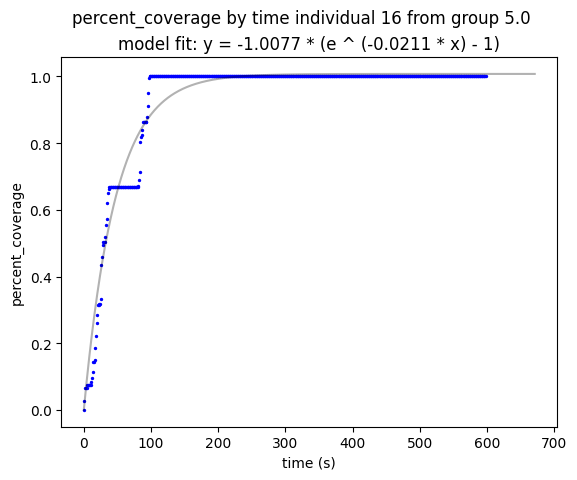 percent_coverage by time individual 16 from group 5.0
model fit: y = -1.0077 * (e ^ (-0.0211 * x) - 1)
1.0
0.8
0.6
0.4
0.2
0.0
percent_coverage
0 100 200 300 400 500 600 700
time (s)